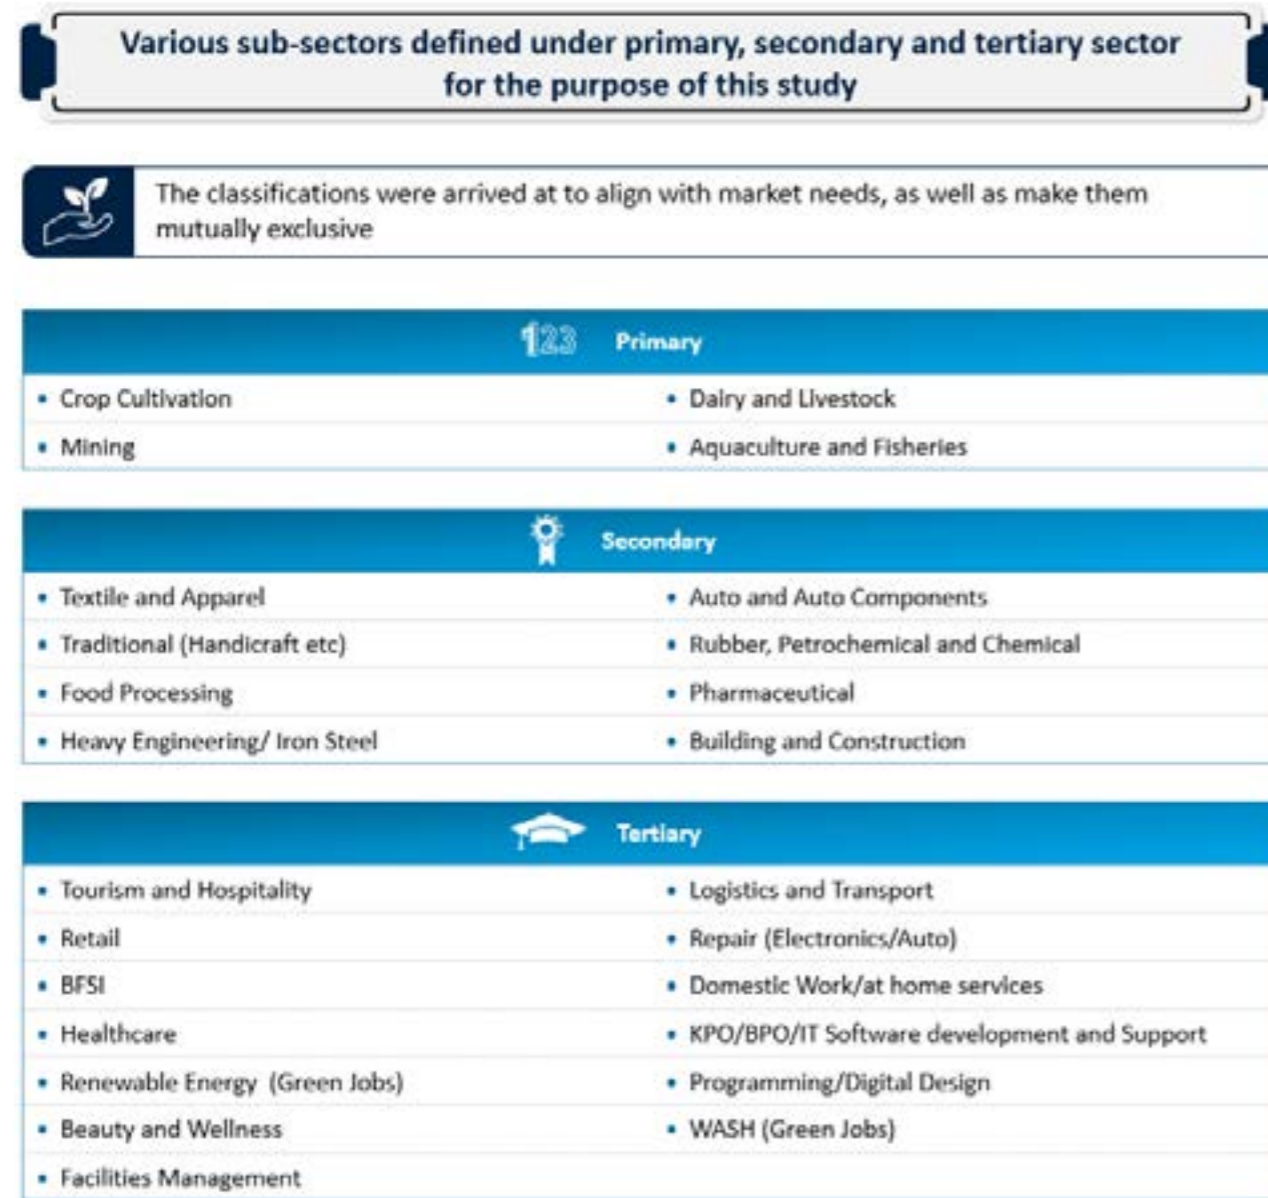 Various sub-sectors defined under primary, secondary and tertiary sector
for the purpose of this study
The classifications were arrived at to align with market needs, as well as make them
mutually exclusive
123 Primary
• Crop Cultivation
• Dairy and Livestock
• Mining
• Aquaculture and Fisheries
Secondary
• Textile and Apparel
• Auto and Auto Components
• Traditional (Handicraft etc)
• Rubber, Petrochemical and Chemical
• Food Processing
• Pharmaceutical
• Heavy Engineering/ Iron Steel
• Building and Construction
Tertiary
• Tourism and Hospitality
• Logistics and Transport
• Retail
• Repair (Electronics/Auto)
• BFSI
• Domestic Work/at home services
• Healthcare
• KPO/BPO/IT Software development and Support
• Renewable Energy (Green Jobs)
• Programming/Digital Design
• Beauty and Wellness
• WASH (Green Jobs)
• Facilities Management